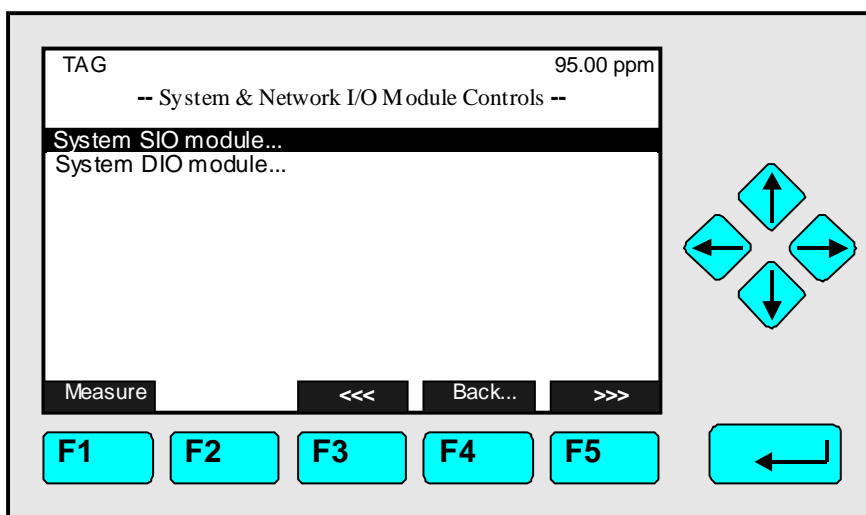 TAG 95.00 ppm
-- System & Network I/O Module Controls --
System SIO module...
System DIO module...
Measure <<< Back... >>>
F1 F2 F3 F4 F5